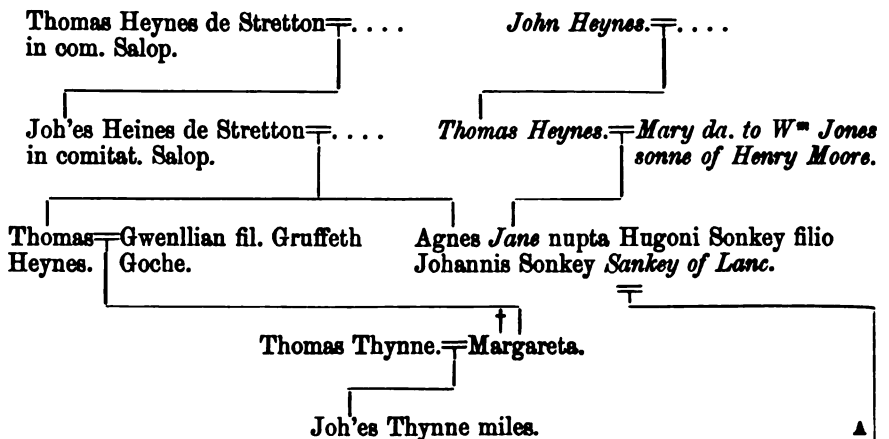 Thomas Heynes de Stretton . . . .
in com. Salop.
John Heynes. . . . .
Joh'es Heines de Stretton . . . .
in comitat. Salop.
Thomas Heynes. Mary da. to Wᵐ Jones
sonne of Henry Moore.
Thomas Gwenllian fil. Gruffeth
Heynes. Goche.
Agnes Jane nupta Hugoni Sonkey filio
Johannis Sonkey Sankey of Lanc.
†
Thomas Thynne. Margareta.
Joh'es Thynne miles.
A